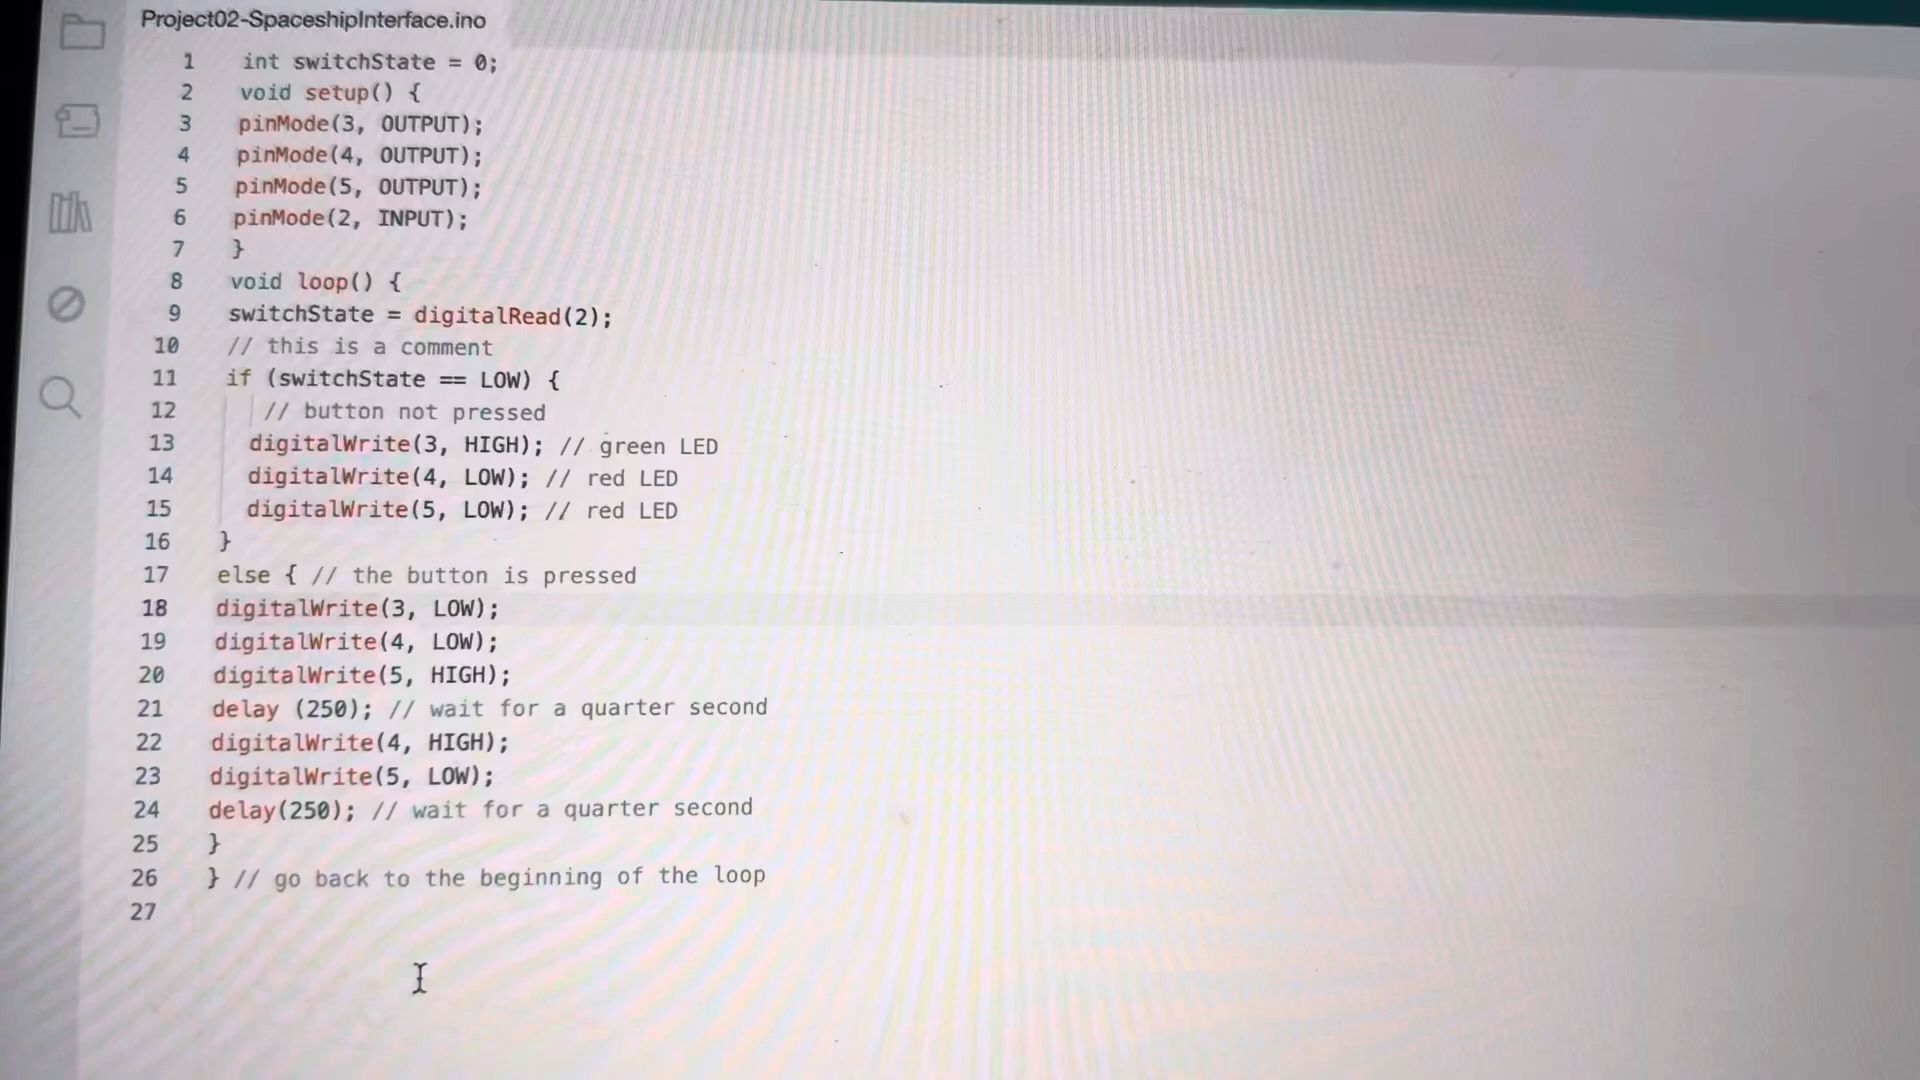 Project02-SpaceshipInterface.ino
1 int switchState = 0;
2 void setup() {
3 pinMode(3, OUTPUT);
4 pinMode(4, OUTPUT);
5 pinMode(5, OUTPUT);
6 pinMode(2, INPUT);
7 }
8 void loop() {
9 switchState = digitalRead(2);
10 // this is a comment
11 if (switchState == LOW) {
12 // button not pressed
13 digitalWrite(3, HIGH); // green LED
14 digitalWrite(4, LOW); // red LED
15 digitalWrite(5, LOW); // red LED
16 }
17 else { // the button is pressed
18 digitalWrite(3, LOW);
19 digitalWrite(4, LOW);
20 digitalWrite(5, HIGH);
21 delay (250); // wait for a quarter second
22 digitalWrite(4, HIGH);
23 digitalWrite(5, LOW);
24 delay(250); // wait for a quarter second
25 }
26 } // go back to the beginning of the loop
27